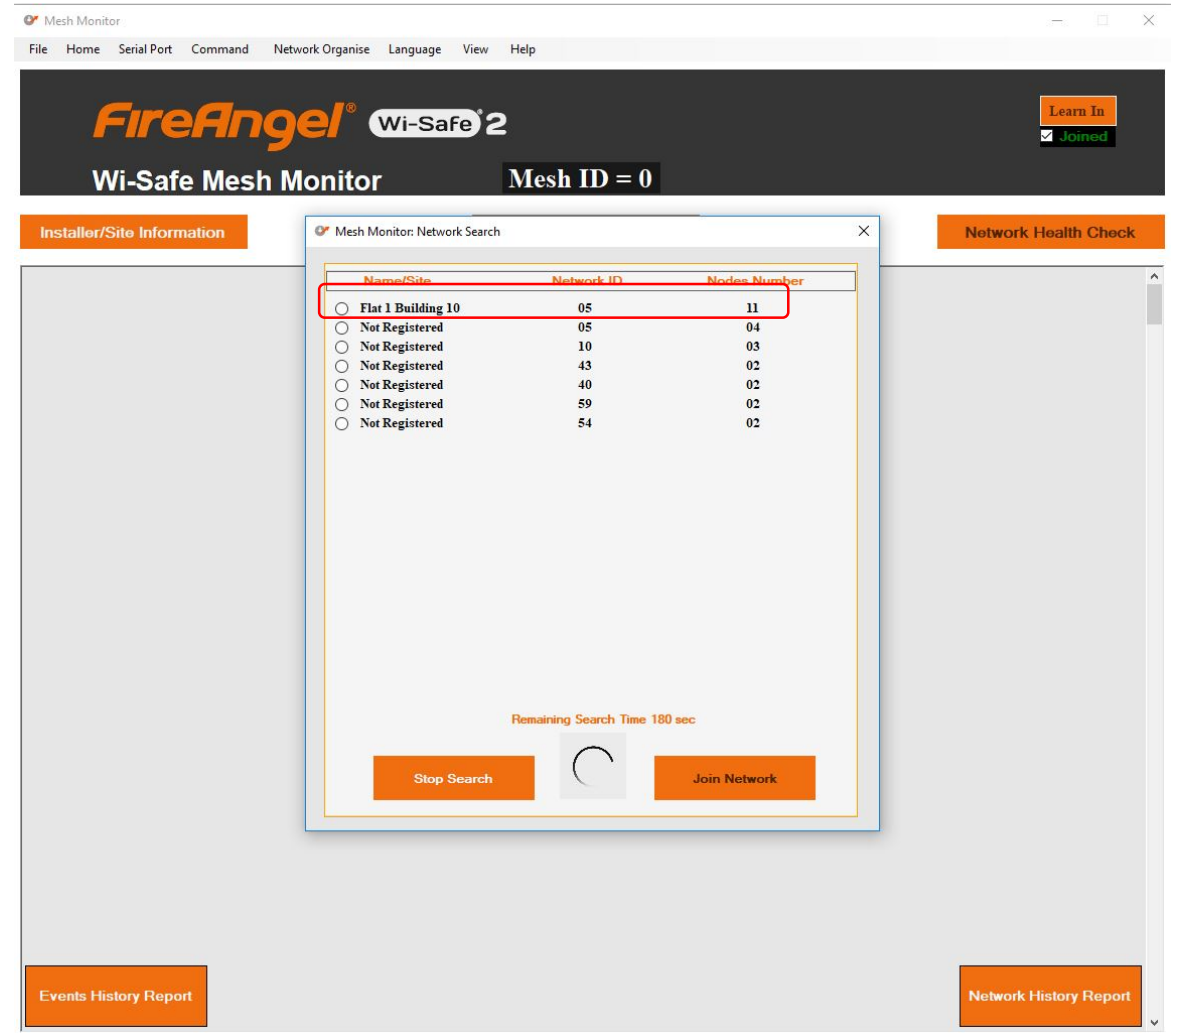 Mesh Monitor
File Home Serial Port Command Network Organise Language View Help
FireAngel® Wi-Safe 2
Learn In
Joined
Wi-Safe Mesh Monitor Mesh ID = 0
Installer/Site Information
Network Health Check
Mesh Monitor: Network Search
Name/Site Network ID Nodes Number
Flat 1 Building 10 05 11
Not Registered 05 04
Not Registered 10 03
Not Registered 43 02
Not Registered 40 02
Not Registered 59 02
Not Registered 54 02
Remaining Search Time 180 sec
Stop Search Join Network
Events History Report
Network History Report